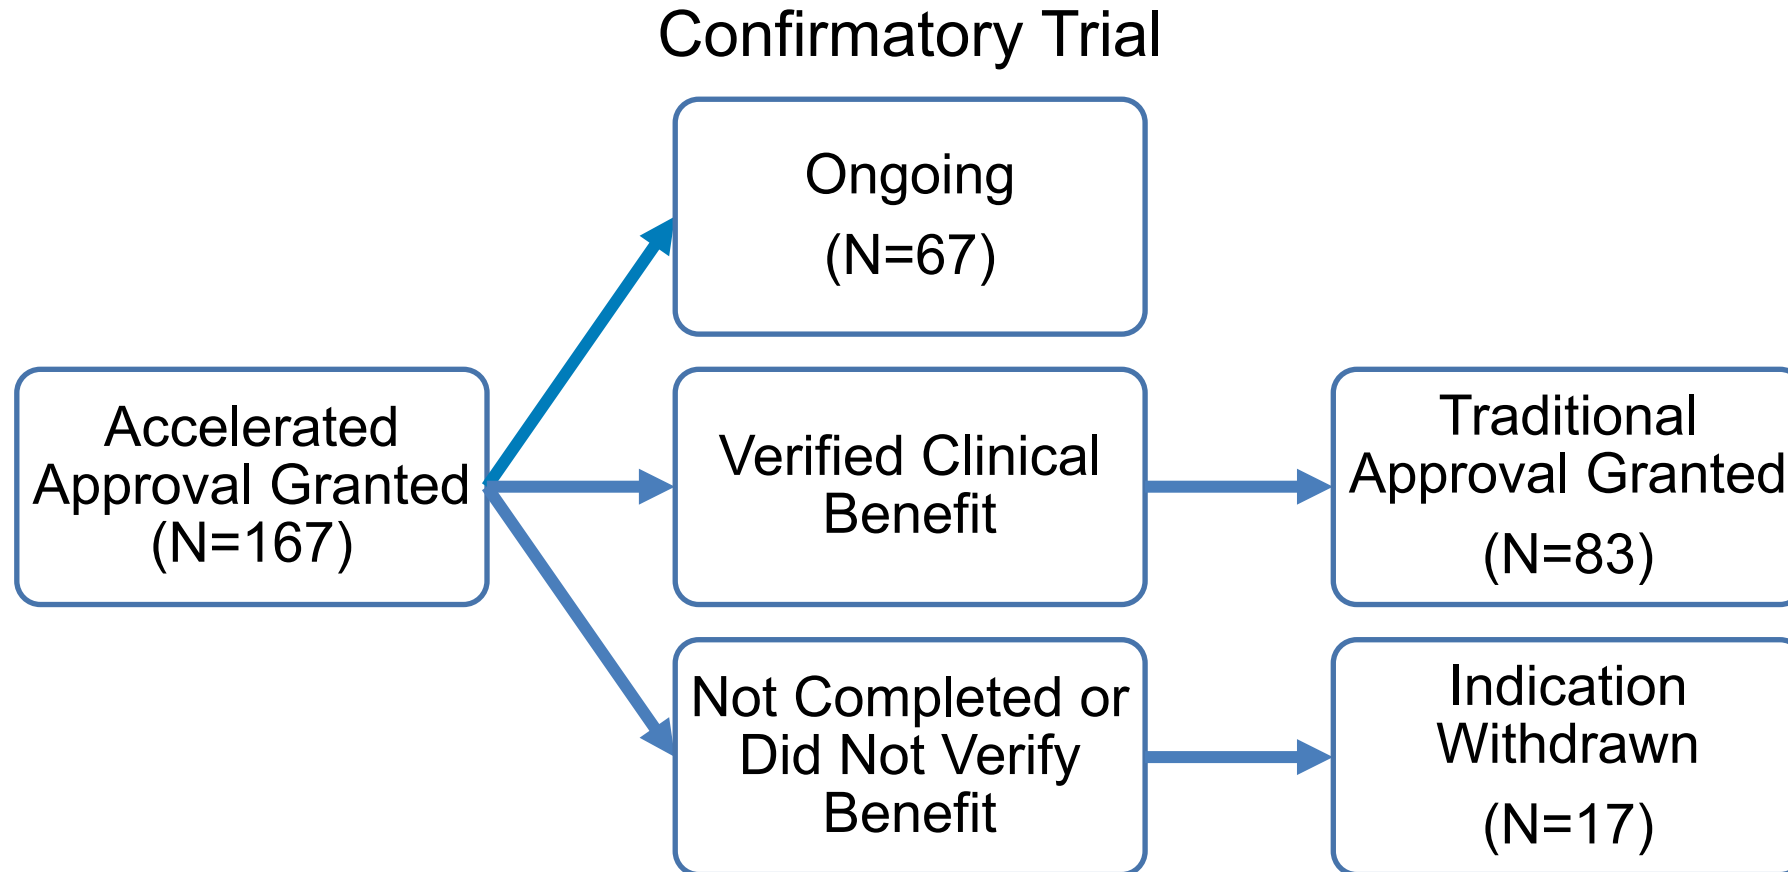 Confirmatory Trial
Ongoing
(N=67)
Accelerated
Approval Granted
(N=167)
Verified Clinical
Benefit
Traditional
Approval Granted
(N=83)
Not Completed or
Did Not Verify
Benefit
Indication
Withdrawn
(N=17)